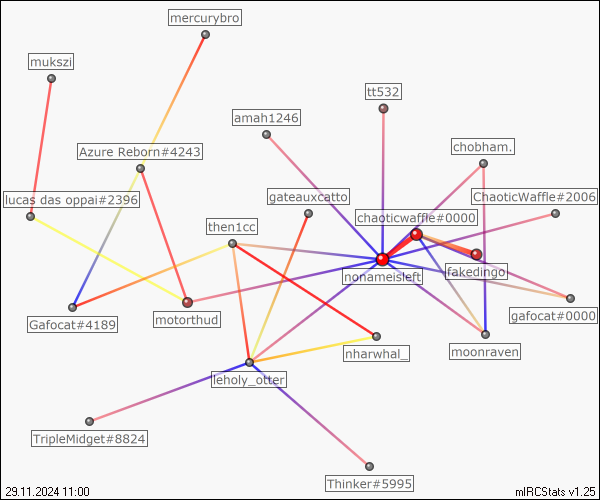 mercurybro
mukszi
tt532
amah1246
chobham.
Azure Reborn#4243
lucas das oppai#2396
gateauxcatto
ChaoticWaffle#2006
chaoticwaffle#0000
then1cc
nonameisleft
fakedingo
Gafocat#4189
motorthud
gafocat#0000
nharwhal_
moonraven
leholy_otter
TripleMidget#8824
Thinker#5995
29.11.2024 11:00
mIRCStats v1.25